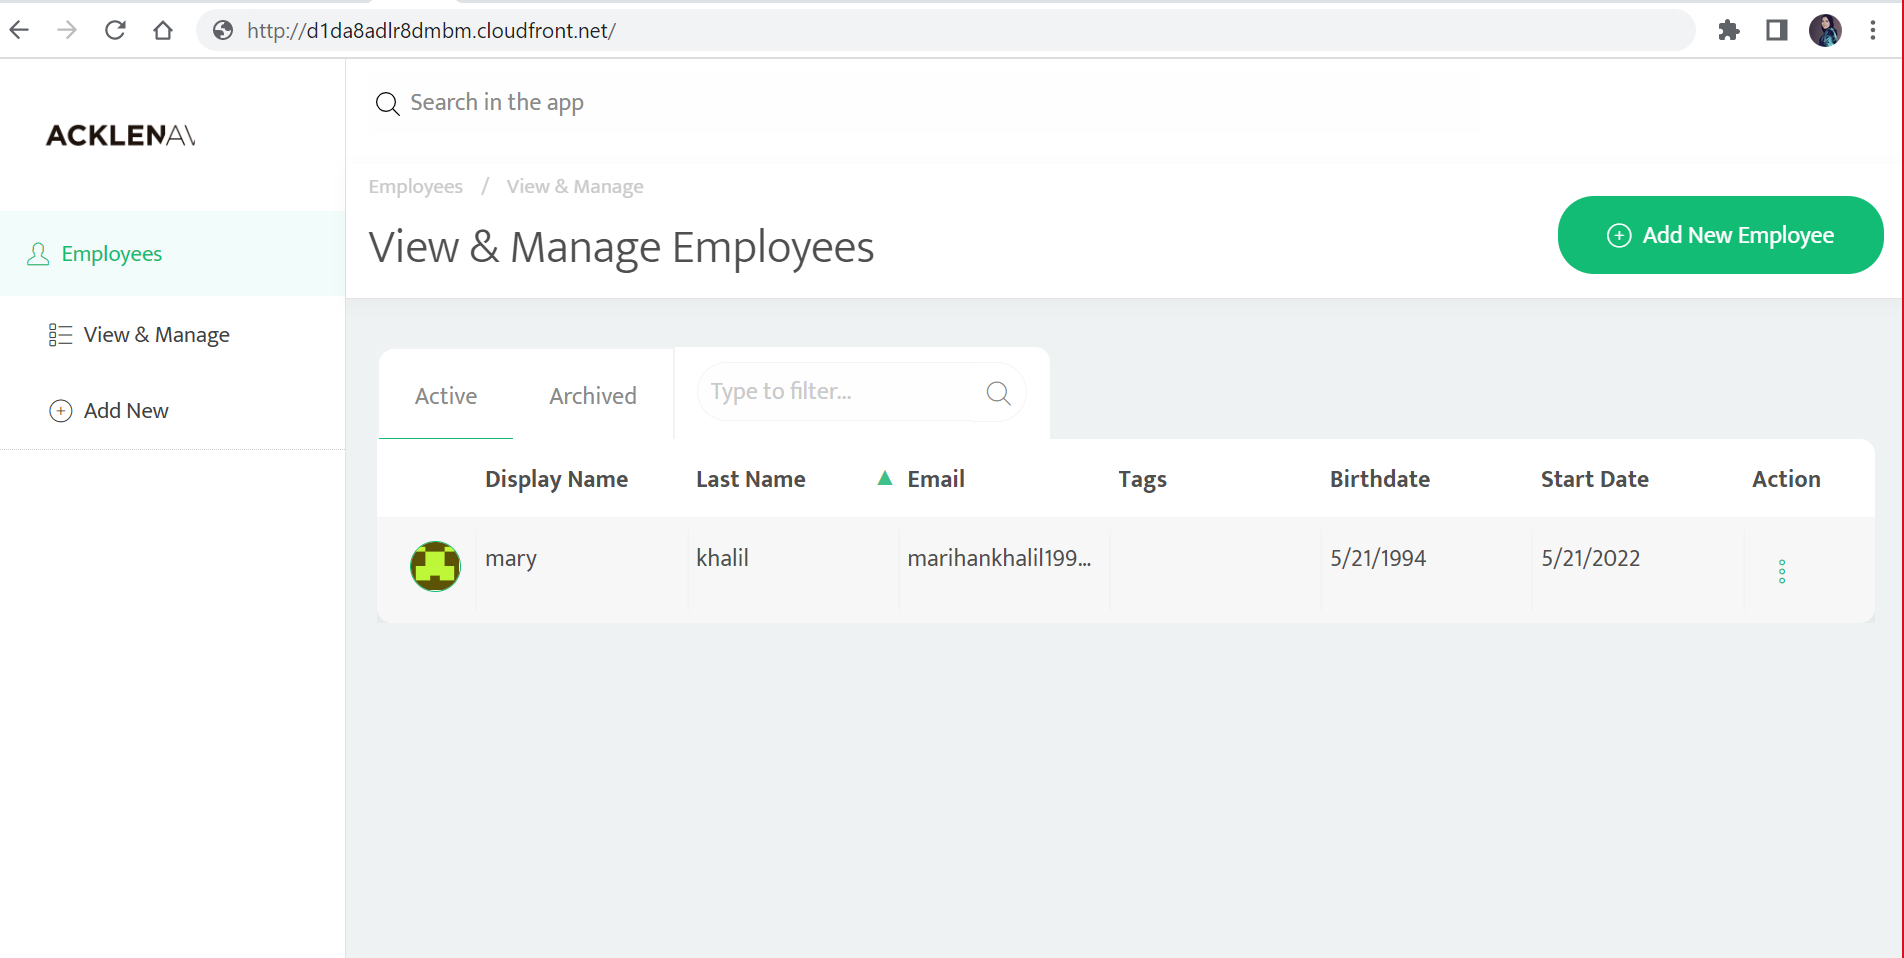 http://d1da8adlr8dmbm.cloudfront.net/
ACKLENAV
Search in the app
Employees / View & Manage
View & Manage Employees
Add New Employee
Employees
View & Manage
Add New
Active Archived Type to filter...
Display Name Last Name Email Tags Birthdate Start Date Action
mary khalil marihankhalil199... 5/21/1994 5/21/2022